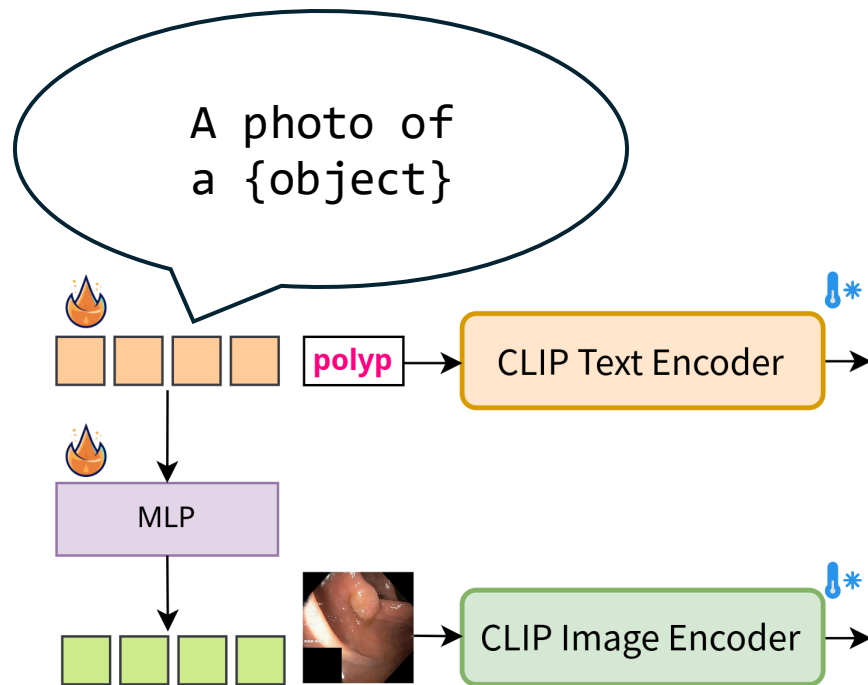 A photo of
a {object}
polyp
CLIP Text Encoder
MLP
CLIP Image Encoder